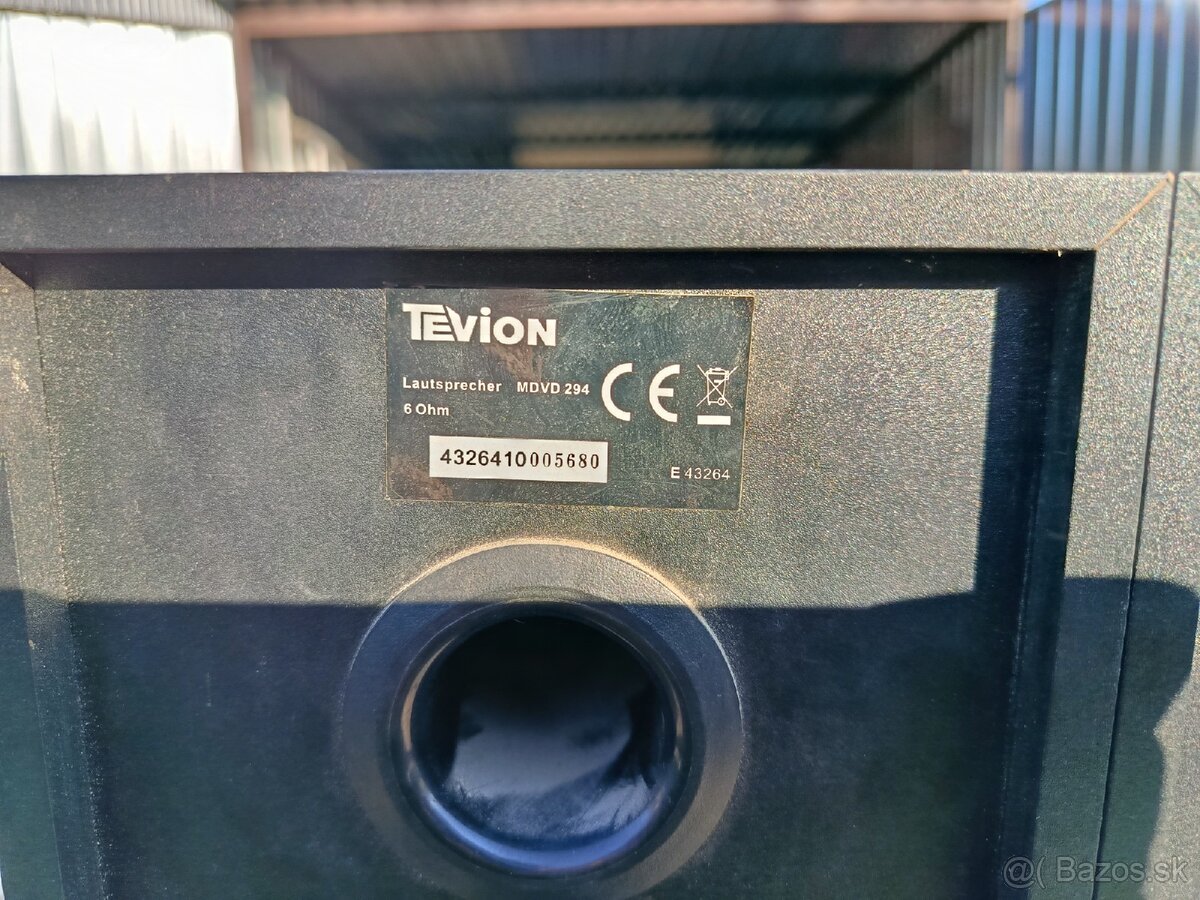 TEVION
Lautsprecher MDVD 294
6 Ohm
CE
4326410005680
E 43264
@( Bazos.sk